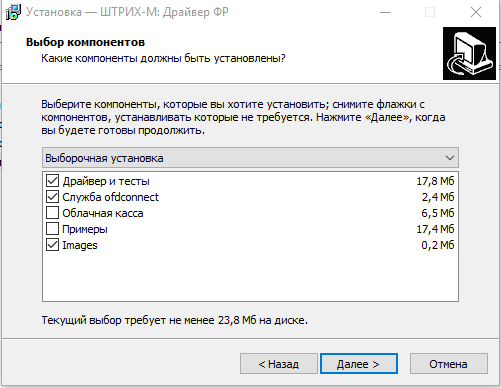 Установка — ШТРИХ-М: Драйвер ФР
Выбор компонентов
Какие компоненты должны быть установлены?
Выберите компоненты, которые вы хотите установить; снимите флажки с
компонентов, устанавливать которые не требуется. Нажмите «Далее», когда
вы будете готовы продолжить.
Выборочная установка
Драйвер и тесты 17,8 Мб
Служба ofdconnect 2,4 Мб
Облачная касса 6,5 Мб
Примеры 17,4 Мб
Images 0,2 Мб
Текущий выбор требует не менее 23,8 Мб на диске.
< Назад Далее > Отмена